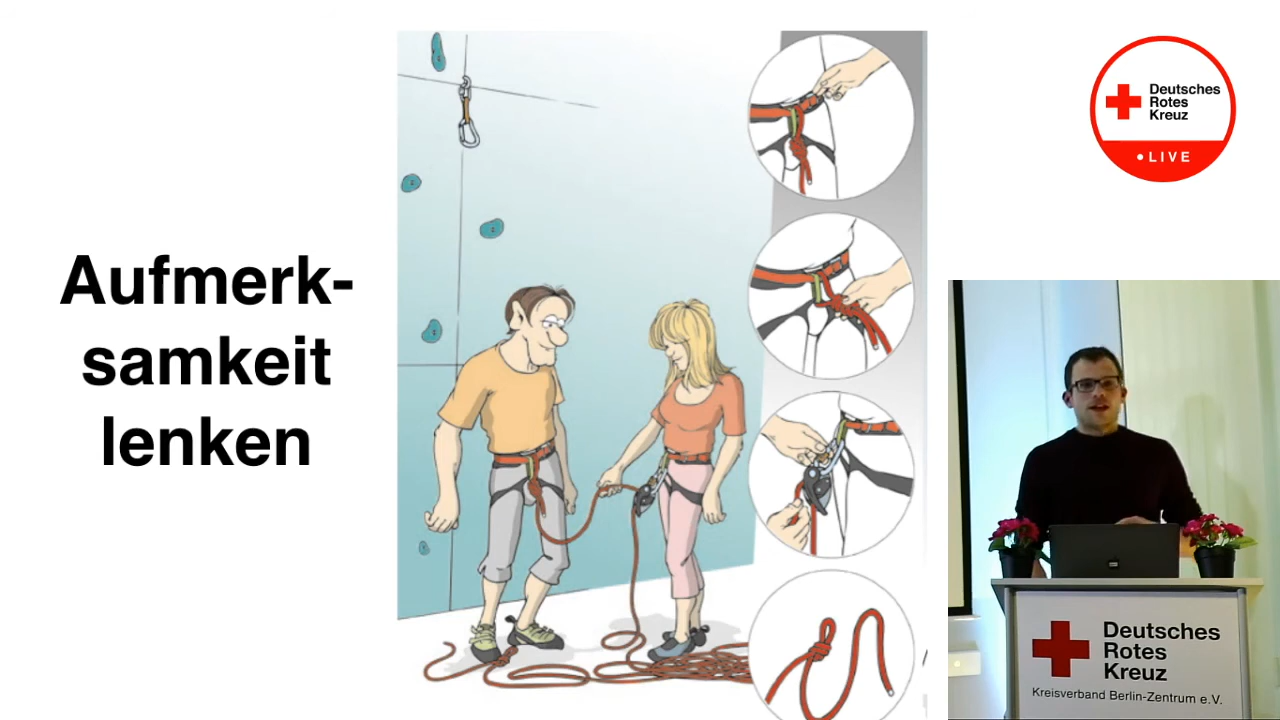 Aufmerk-
samkeit
lenken
Deutsches
Rotes
Kreuz
LIVE
Deutsches
Rotes
Kreuz
Kreisverband Berlin-Zentrum e.V.